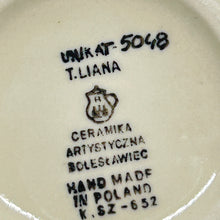 UNIKAT-5048
T.LIANA
CERAMIKA
ARTYSTYCZNA
BOLESŁAWIEC
HAND MADE
IN POLAND
K.SZ-652